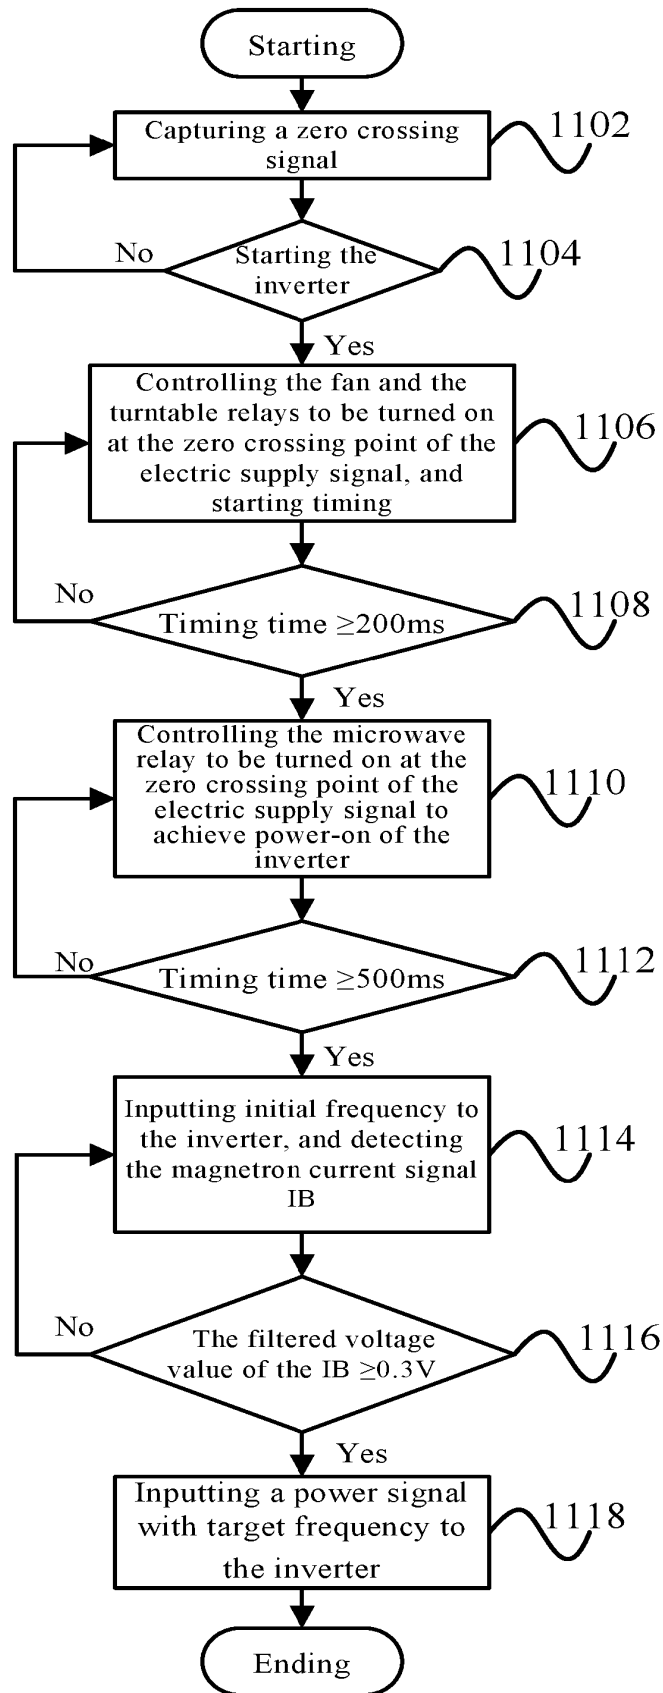 Starting
Capturing a zero crossing
signal
1102
No
Starting the
inverter
1104
Yes
Controlling the fan and the
turntable relays to be turned on
at the zero crossing point of the
electric supply signal, and
starting timing
1106
No
Timing time ≥200ms
1108
Yes
Controlling the microwave
relay to be turned on at the
zero crossing point of the
electric supply signal to
achieve power-on of the
inverter
1110
No
Timing time ≥500ms
1112
Yes
Inputting initial frequency to
the inverter, and detecting
the magnetron current signal
IB
1114
No
The filtered voltage
value of the IB ≥0.3V
1116
Yes
Inputting a power signal
with target frequency to
the inverter
1118
Ending